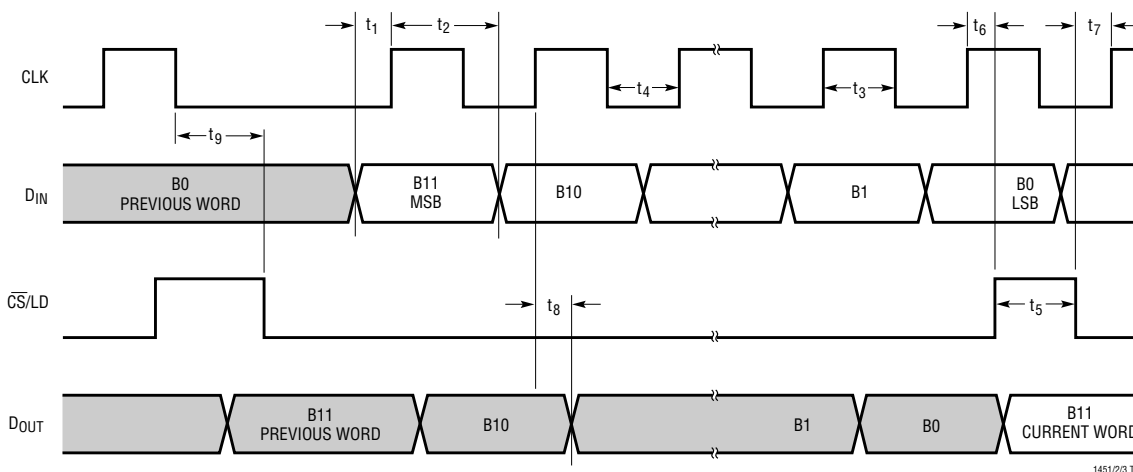 t1 t2 t6 t7
CLK
t4 t3
t9
DIN
B0
PREVIOUS WORD
B11
MSB
B10
B1
B0
LSB
CS/LD
t8 t5
DOUT
B11
PREVIOUS WORD
B10
B1
B0
B11
CURRENT WORD